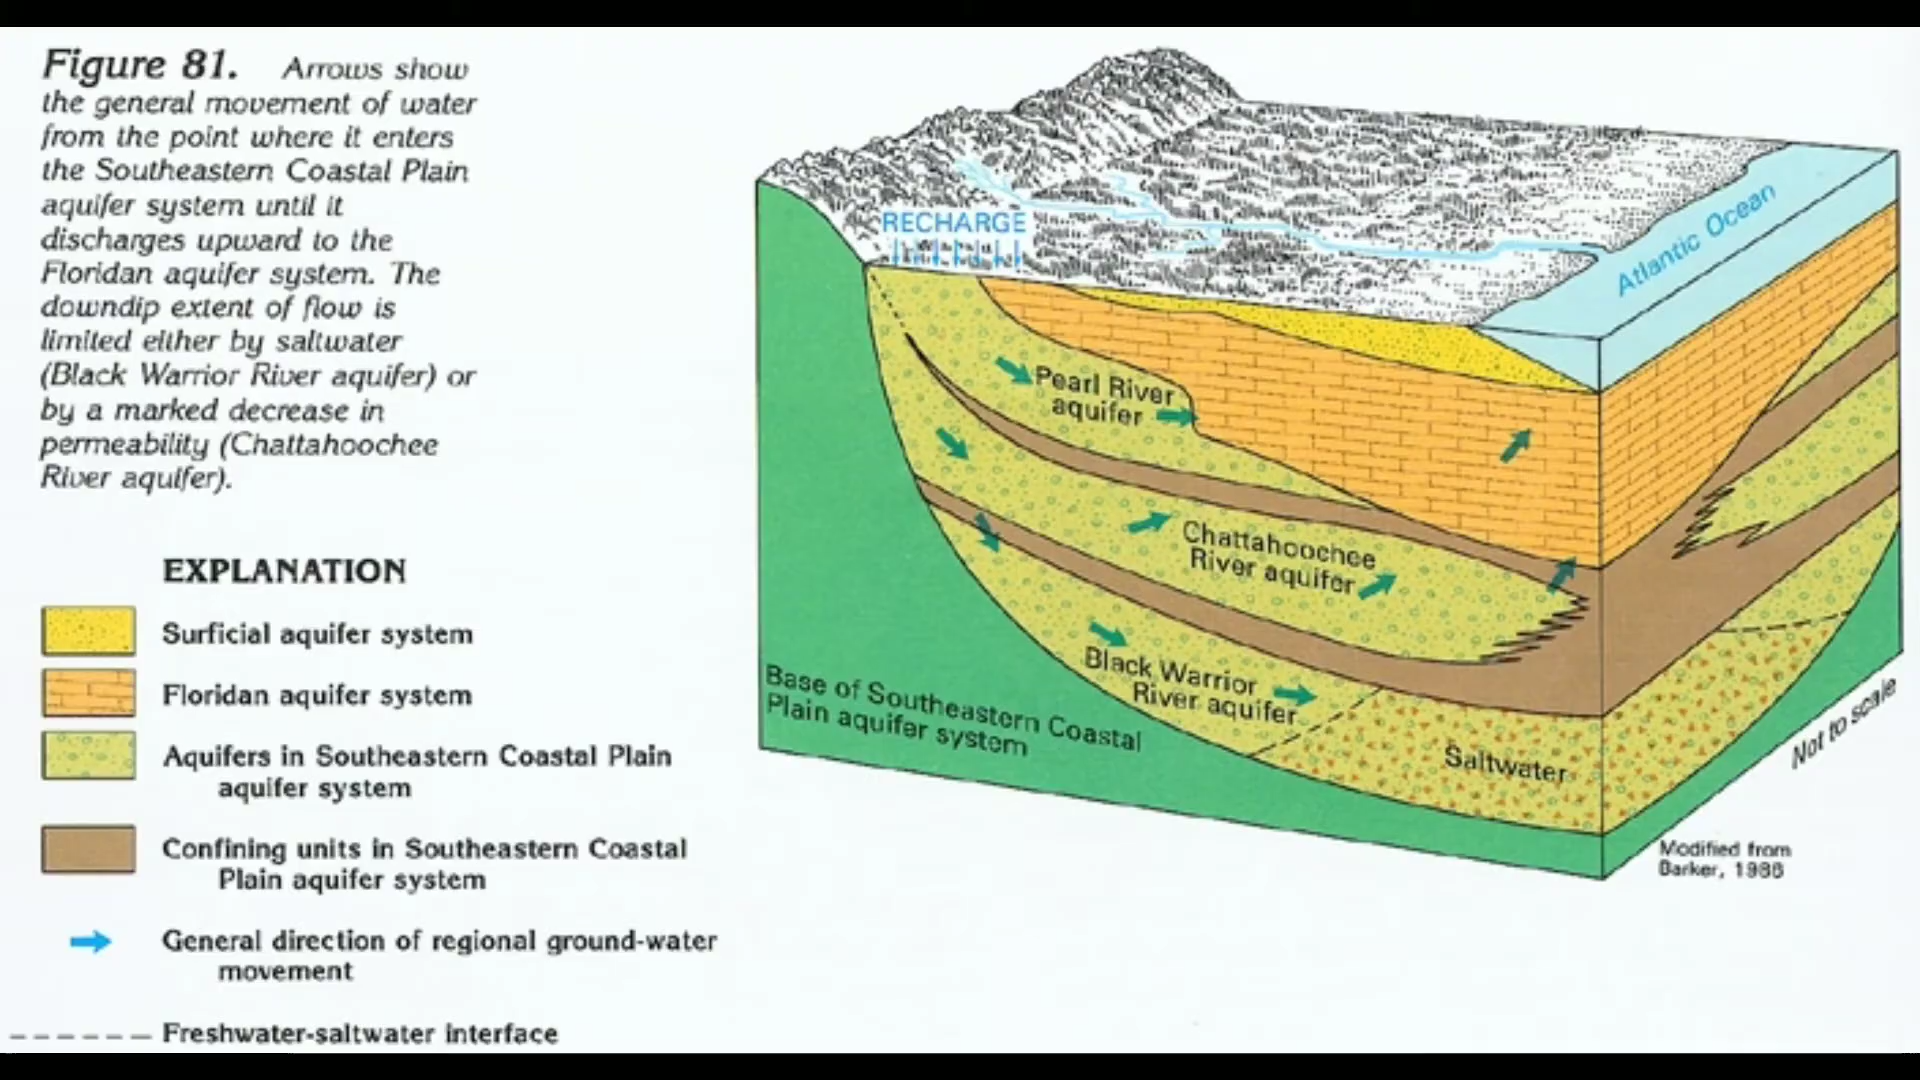 Figure 81. Arrows show
the general movement of water
from the point where it enters
the Southeastern Coastal Plain
aquifer system until it
discharges upward to the
Floridan aquifer system. The
downdip extent of flow is
limited either by saltwater
(Black Warrior River aquifer) or
by a marked decrease in
permeability (Chattahoochee
River aquifer).
EXPLANATION
Surficial aquifer system
Floridan aquifer system
Aquifers in Southeastern Coastal Plain
aquifer system
Confining units in Southeastern Coastal
Plain aquifer system
General direction of regional ground-water
movement
Freshwater-saltwater interface
RECHARGE
Atlantic Ocean
Pearl River
aquifer
Chattahoochee
River aquifer
Black Warrior
River aquifer
Base of Southeastern Coastal
Plain aquifer system
Saltwater
Not to scale
Modified from
Barker, 1986